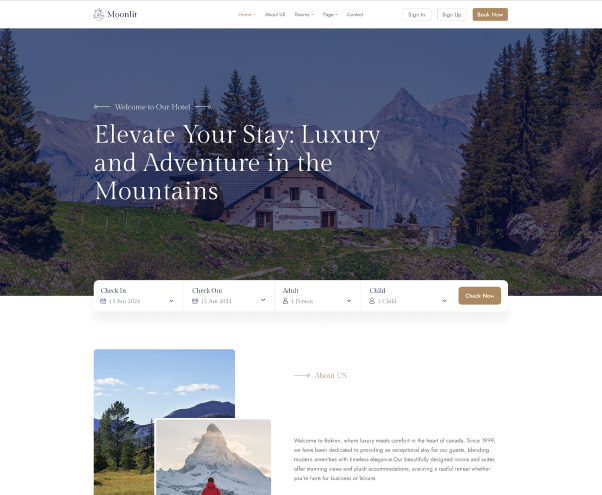 Moonlit
Home About US Rooms Page Contact
Sign In Sign Up Book Now
Welcome to Our Hotel
Elevate Your Stay: Luxury
and Adventure in the
Mountains
Check In Check Out Adult Child
15 Jun 2024 15 Jun 2024 1 Person 1 Child
Check Now
About US
Welcome to Bokinn, where luxury meets comfort in the heart of canada. Since 1999,
we have been dedicated to providing an exceptional stay for our guests, blending
modern amenities with timeless elegance.Our beautifully designed rooms and suites
offer stunning views and plush accommodations, ensuring a restful retreat whether
you're here for business or leisure.